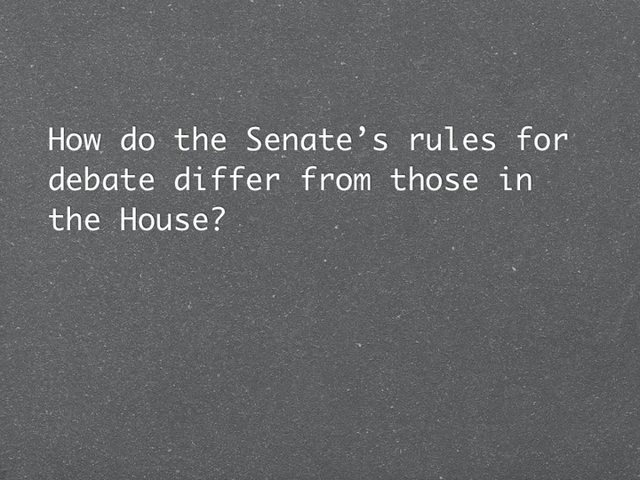 How do the Senate’s rules for
debate differ from those in
the House?